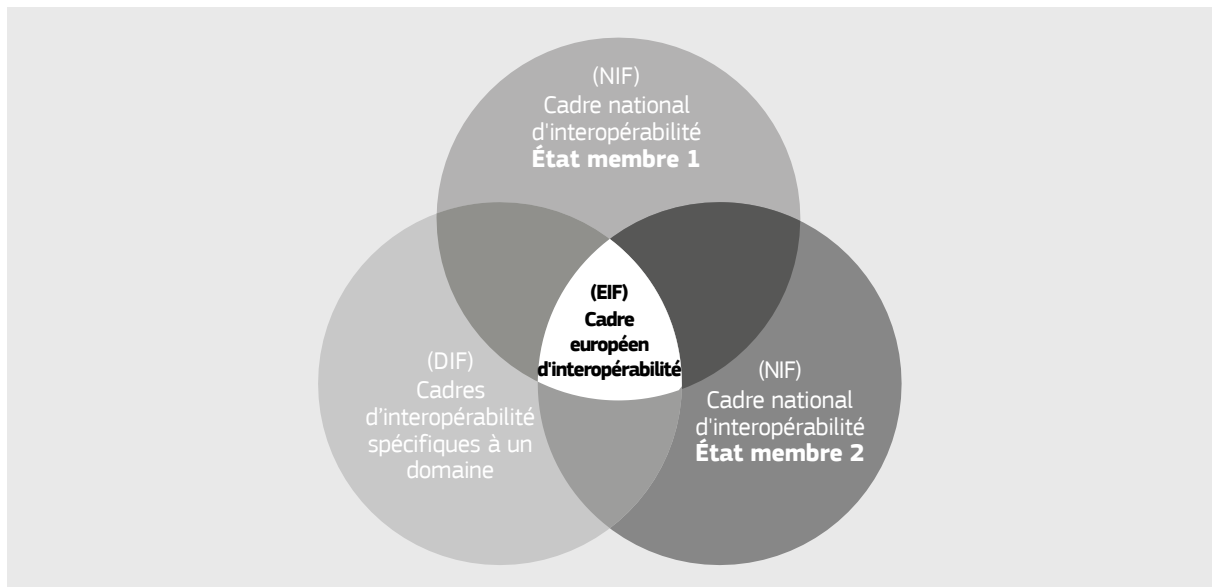 (NIF)
Cadre national
d'interopérabilité
État membre 1
(EIF)
Cadre
européen
d'interopérabilité
(DIF)
Cadres
d’interopérabilité
spécifiques à un
domaine
(NIF)
Cadre national
d'interopérabilité
État membre 2